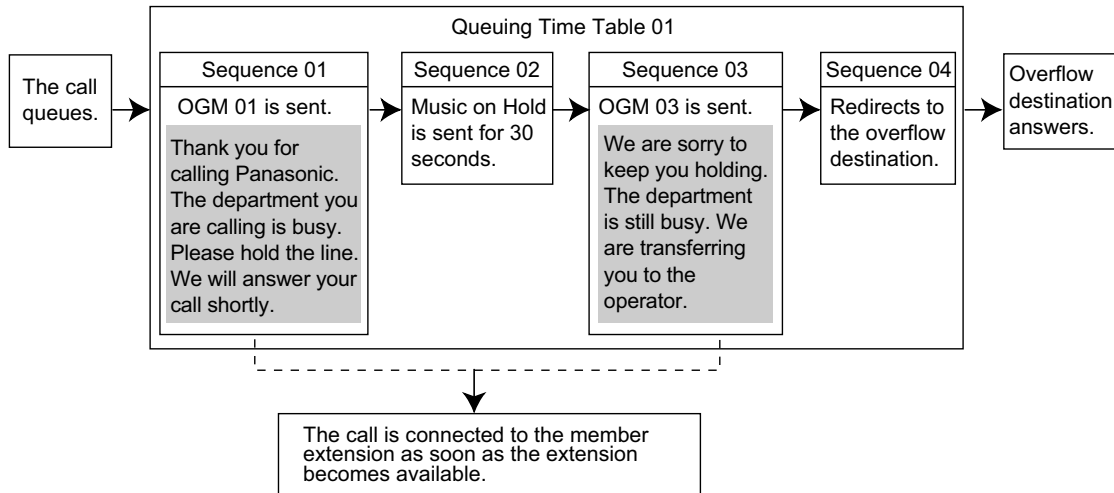 Queuing Time Table 01
The call
queues.
Sequence 01
OGM 01 is sent.
Thank you for
calling Panasonic.
The department you
are calling is busy.
Please hold the line.
We will answer your
call shortly.
Sequence 02
Music on Hold
is sent for 30
seconds.
Sequence 03
OGM 03 is sent.
We are sorry to
keep you holding.
The department
is still busy. We
are transferring
you to the
operator.
Sequence 04
Redirects to
the overflow
destination.
Overflow
destination
answers.
The call is connected to the member
extension as soon as the extension
becomes available.